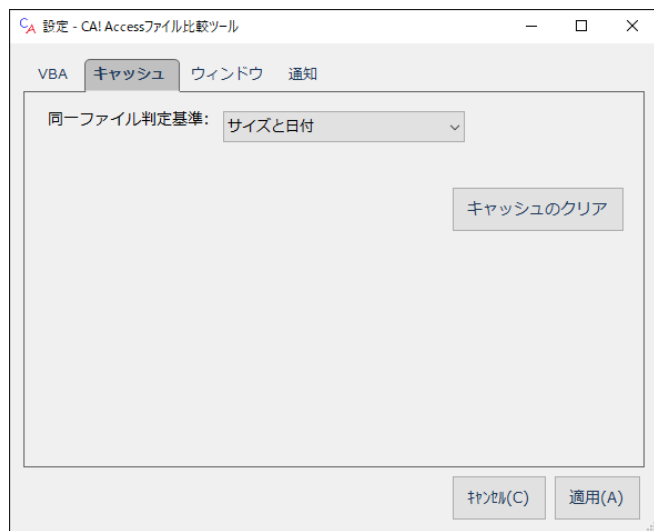 CA 設定 - CA! Accessファイル比較ツール
VBA キャッシュ ウィンドウ 通知
同一ファイル判定基準: サイズと日付
キャッシュのクリア
ｷｬﾝｾﾙ(C) 適用(A)